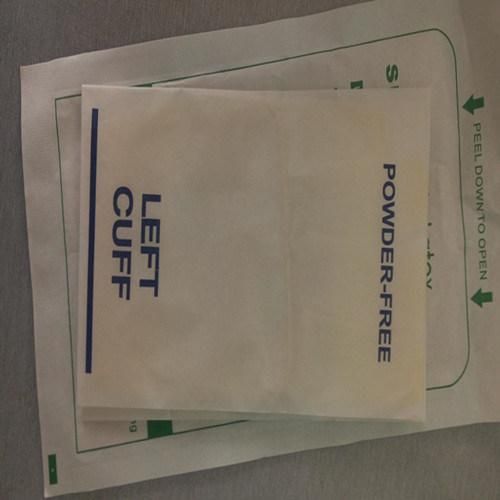 PEEL DOWN TO OPEN
POWDER-FREE
LEFT
CUFF